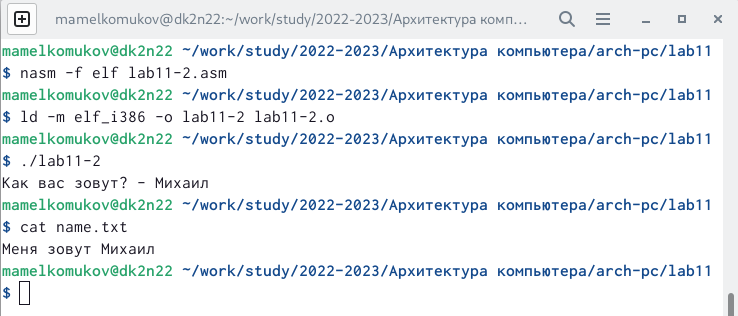 mamelkomukov@dk2n22:~/work/study/2022-2023/Архитектура комп…
mamelkomukov@dk2n22 ~/work/study/2022-2023/Архитектура компьютера/arch-pc/lab11
$ nasm -f elf lab11-2.asm
mamelkomukov@dk2n22 ~/work/study/2022-2023/Архитектура компьютера/arch-pc/lab11
$ ld -m elf_i386 -o lab11-2 lab11-2.o
mamelkomukov@dk2n22 ~/work/study/2022-2023/Архитектура компьютера/arch-pc/lab11
$ ./lab11-2
Как вас зовут? - Михаил
mamelkomukov@dk2n22 ~/work/study/2022-2023/Архитектура компьютера/arch-pc/lab11
$ cat name.txt
Меня зовут Михаил
mamelkomukov@dk2n22 ~/work/study/2022-2023/Архитектура компьютера/arch-pc/lab11
$